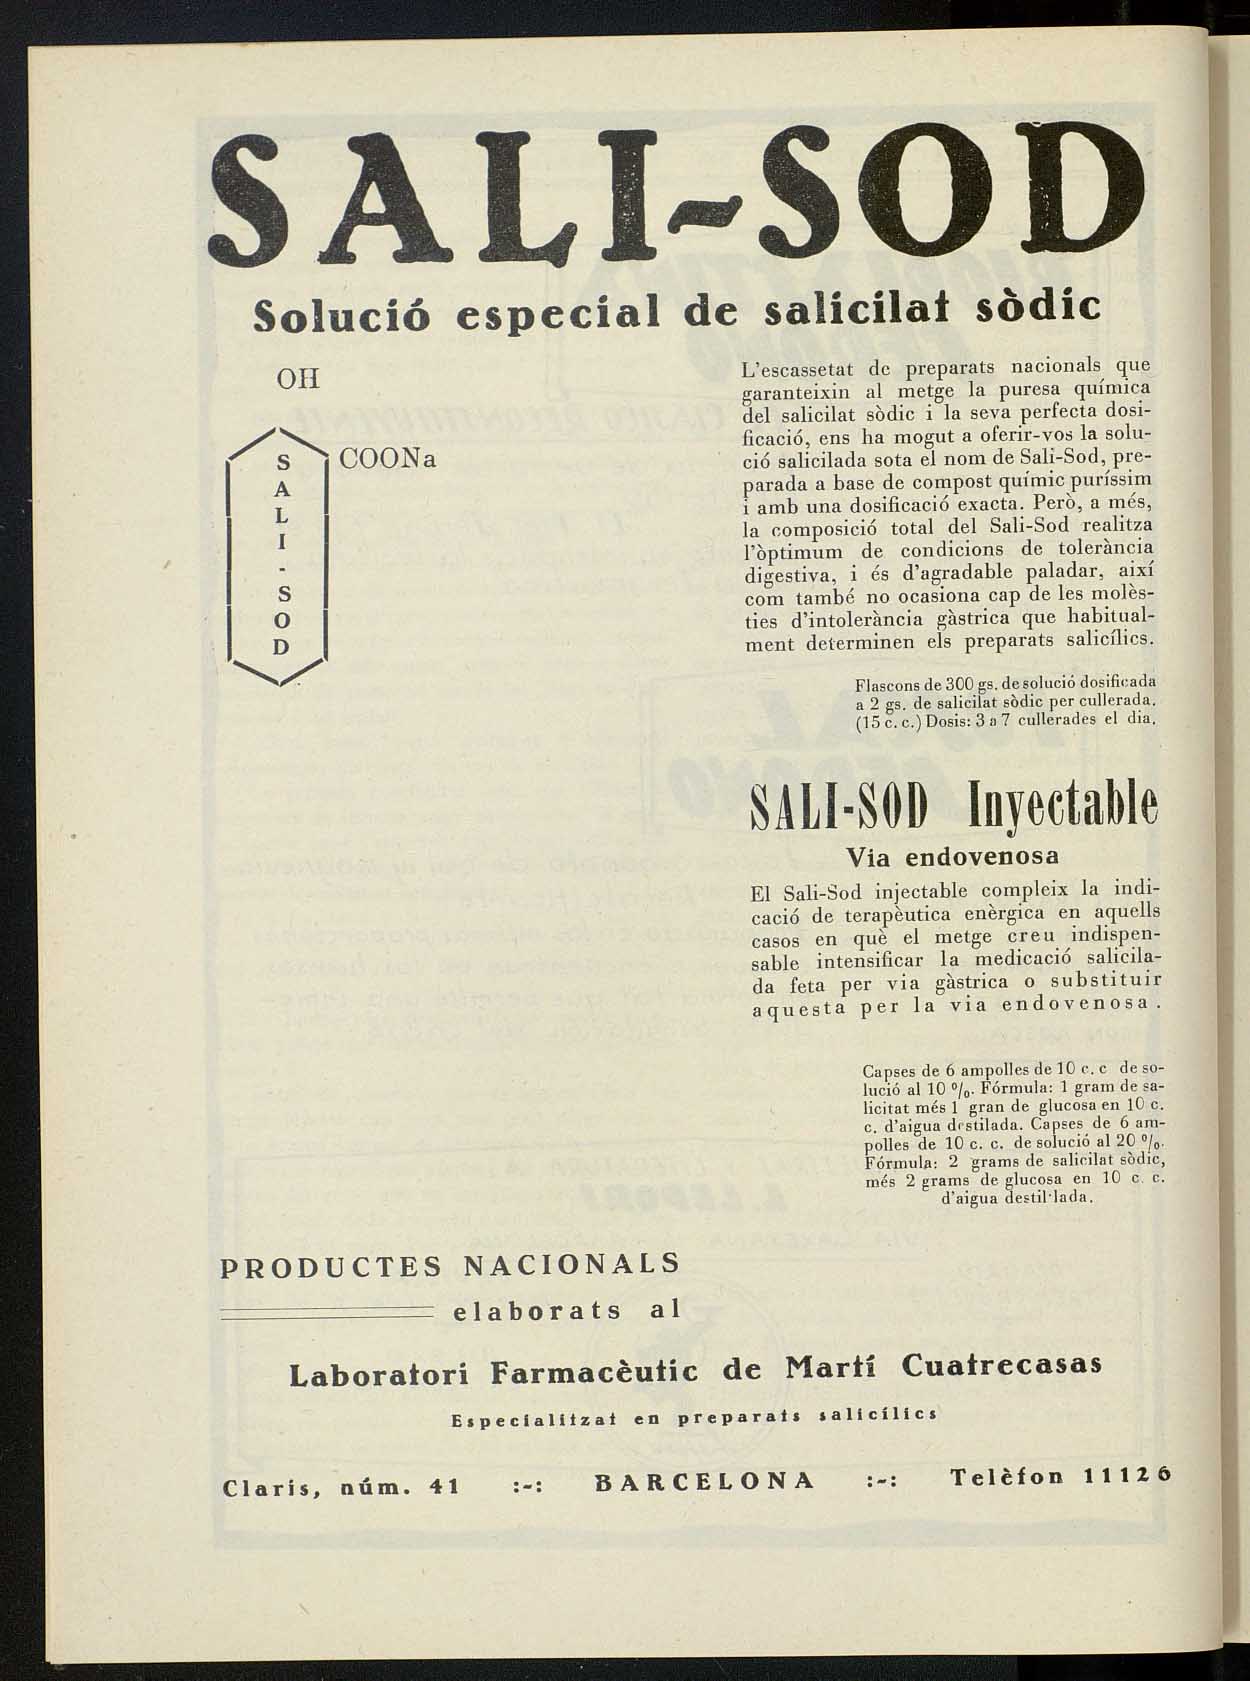 SALI-SOD
Solució especial de salicilat sòdic
OH
COONa
SALI-SOD
L'escassetat de preparats nacionals que
garanteixin al metge la puresa química
del salicilat sòdic i la seva perfecta dosi-
ficació, ens ha mogut a oferir-vos la solu-
ció salicilada sota el nom de Sali-Sod, pre-
parada a base de compost químic puríssim
i amb una dosificació exacta. Però, a més,
la composició total del Sali-Sod realitza
l'òptimum de condicions de tolerància
digestiva, i és d'agradable paladar, així
com també no ocasiona cap de les molès-
ties d'intolerància gàstrica que habitual-
ment determinen els preparats salicílics.
Flascons de 300 gs. de solució dosificada
a 2 gs. de salicilat sòdic per cullerada.
(15 c. c.) Dosis: 3 a 7 cullerades el dia.
SALI-SOD Inyectable
Via endovenosa
El Sali-Sod injectable compleix la indi-
cació de terapèutica enèrgica en aquells
casos en què el metge creu indispen-
sable intensificar la medicació salicila-
da feta per via gàstrica o substituir
aquesta per la via endovenosa.
Capses de 6 ampolles de 10 c. c de so-
lució al 10 %. Fórmula: 1 gram de sa-
licitat més 1 gran de glucosa en 10 c.
c. d'aigua destilada. Capses de 6 am-
polles de 10 c. c. de solució al 20 %.
Fórmula: 2 grams de salicilat sòdic,
més 2 grams de glucosa en 10 c. c.
d'aigua destil·lada.
PRODUCTES NACIONALS
elaborats al
Laboratori Farmacèutic de Martí Cuatrecasas
Especialitzat en preparats salicílics
Claris, núm. 41 :-: BARCELONA :-: Telèfon 11126